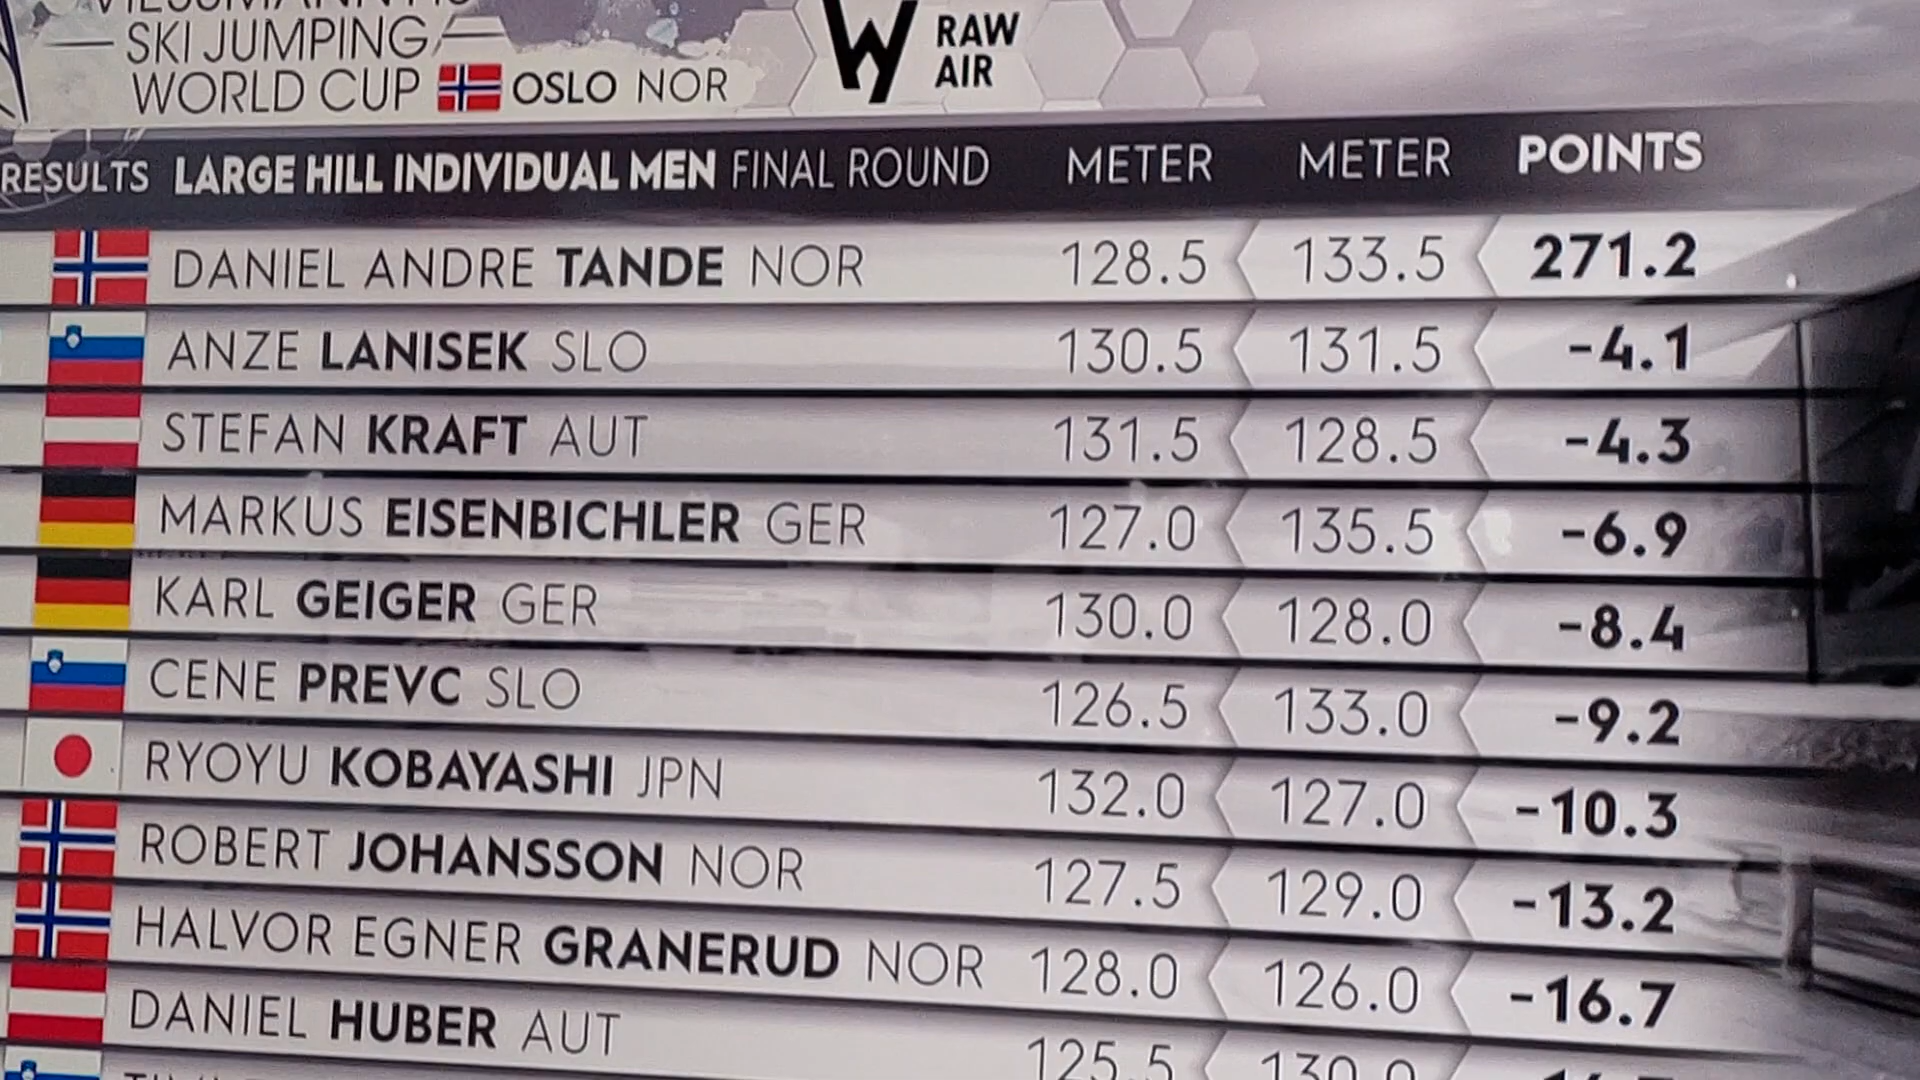 SKI JUMPING
WORLD CUP OSLO NOR
RAW
AIR
RESULTS LARGE HILL INDIVIDUAL MEN FINAL ROUND METER METER POINTS
DANIEL ANDRE TANDE NOR 128.5 133.5 271.2
ANZE LANISEK SLO 130.5 131.5 -4.1
STEFAN KRAFT AUT 131.5 128.5 -4.3
MARKUS EISENBICHLER GER 127.0 135.5 -6.9
KARL GEIGER GER 130.0 128.0 -8.4
CENE PREVC SLO 126.5 133.0 -9.2
RYOYU KOBAYASHI JPN 132.0 127.0 -10.3
ROBERT JOHANSSON NOR 127.5 129.0 -13.2
HALVOR EGNER GRANERUD NOR 128.0 126.0 -16.7
DANIEL HUBER AUT 125.5 130.0